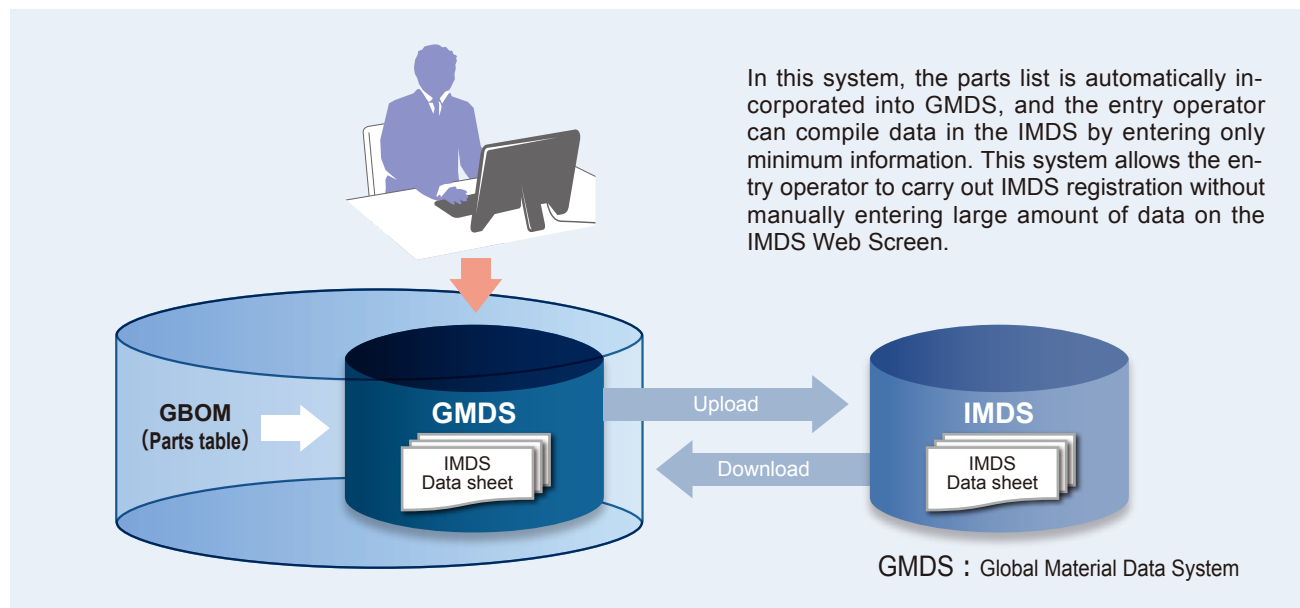 In this system, the parts list is automatically in-
corporated into GMDS, and the entry operator
can compile data in the IMDS by entering only
minimum information. This system allows the en-
try operator to carry out IMDS registration without
manually entering large amount of data on the
IMDS Web Screen.
GBOM
（Parts table）
GMDS
IMDS
Data sheet
Upload
Download
IMDS
IMDS
Data sheet
GMDS：Global Material Data System